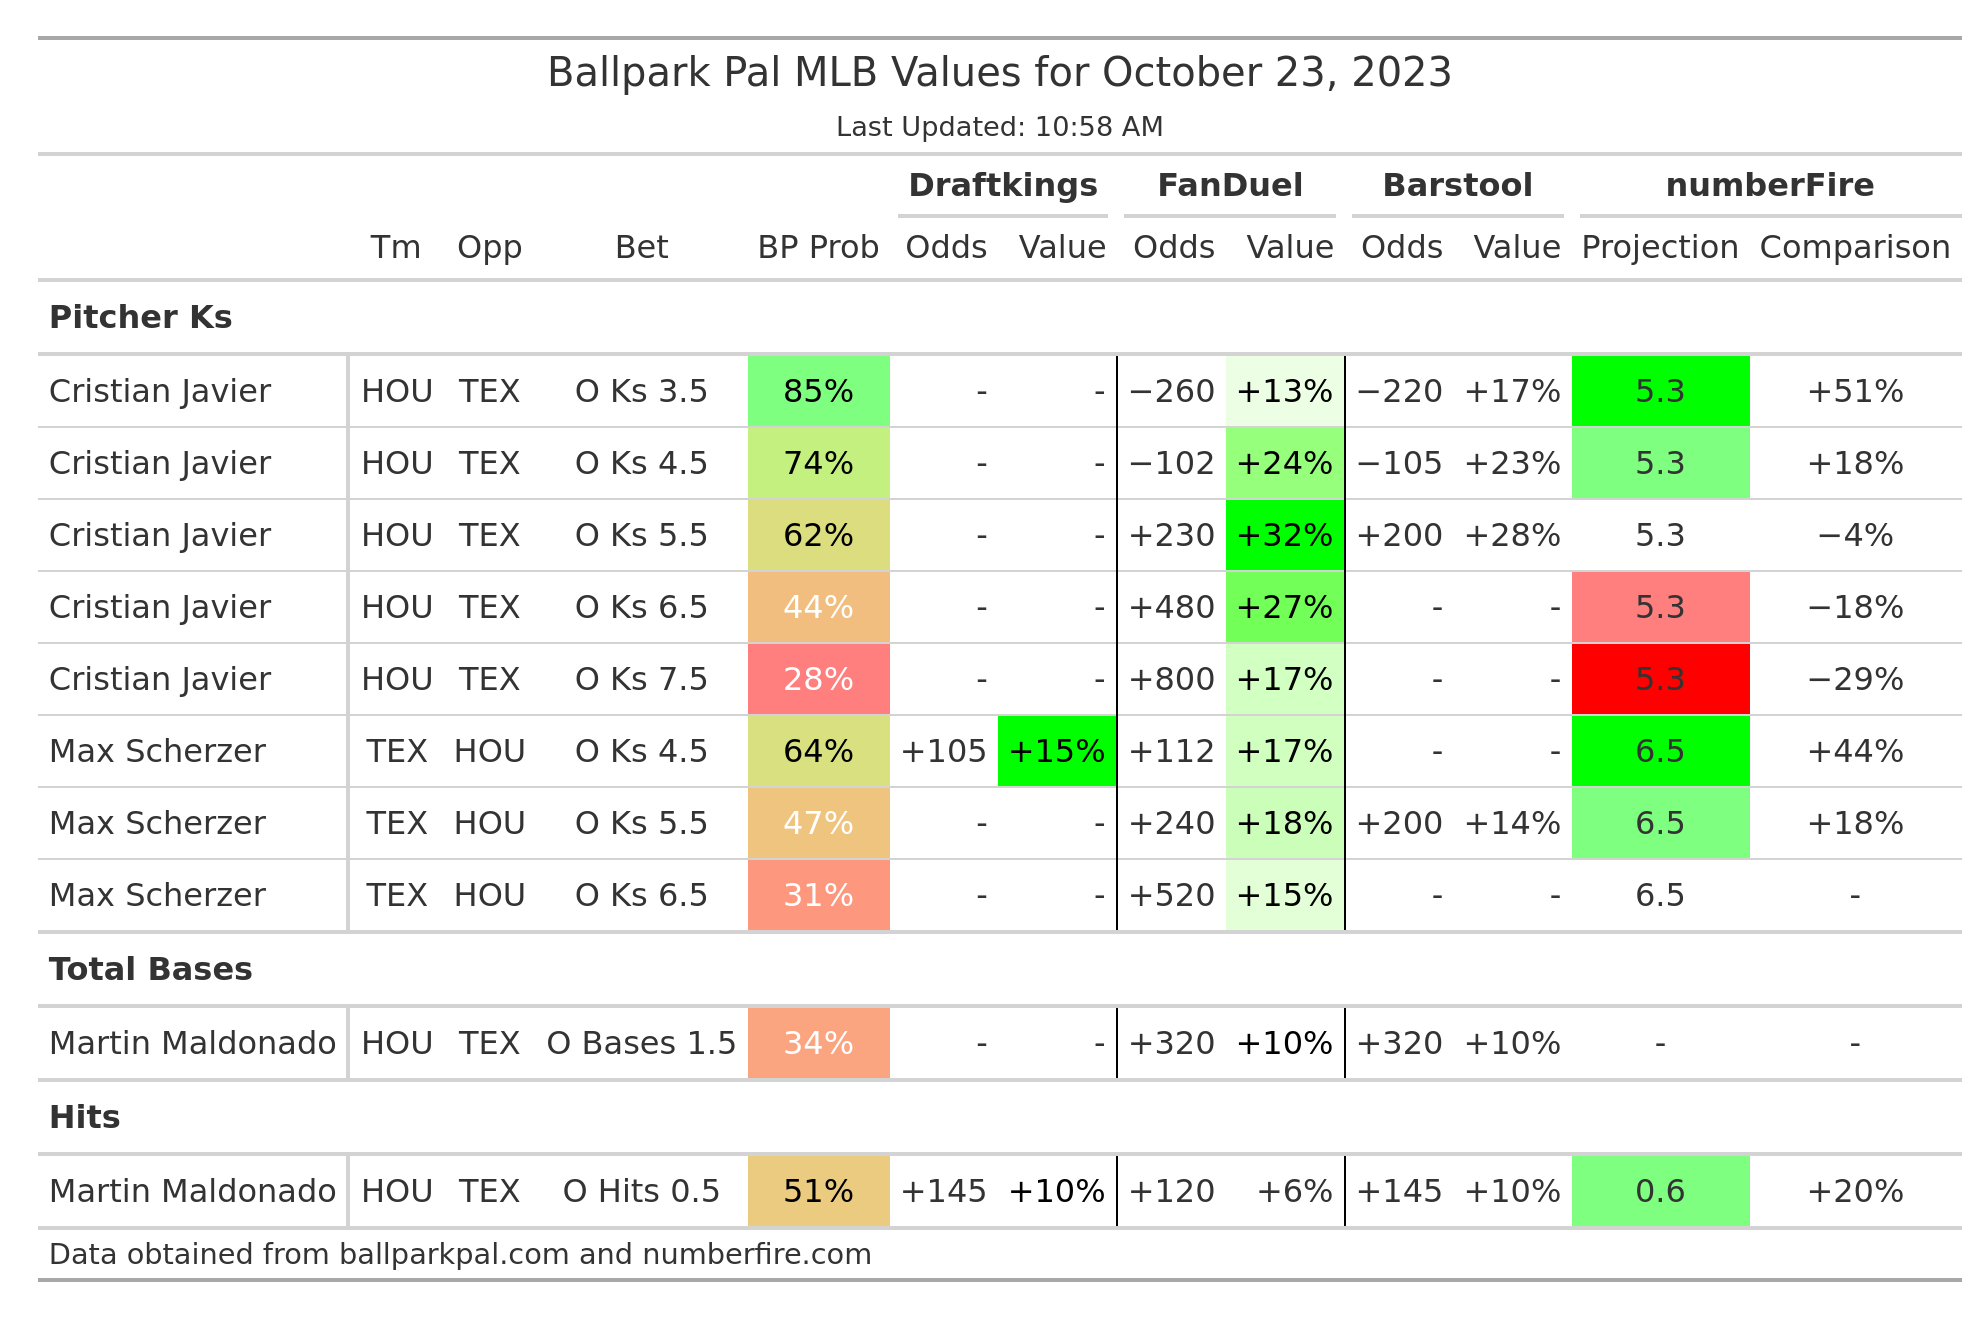 Ballpark Pal MLB Values for October 23, 2023
Last Updated: 10:58 AM
Draftkings FanDuel Barstool numberFire
Tm Opp Bet BP Prob Odds Value Odds Value Odds Value Projection Comparison
Pitcher Ks
Cristian Javier HOU TEX O Ks 3.5 85% - - −260 +13% −220 +17% 5.3 +51%
Cristian Javier HOU TEX O Ks 4.5 74% - - −102 +24% −105 +23% 5.3 +18%
Cristian Javier HOU TEX O Ks 5.5 62% - - +230 +32% +200 +28% 5.3 −4%
Cristian Javier HOU TEX O Ks 6.5 44% - - +480 +27% - - 5.3 −18%
Cristian Javier HOU TEX O Ks 7.5 28% - - +800 +17% - - 5.3 −29%
Max Scherzer TEX HOU O Ks 4.5 64% +105 +15% +112 +17% - - 6.5 +44%
Max Scherzer TEX HOU O Ks 5.5 47% - - +240 +18% +200 +14% 6.5 +18%
Max Scherzer TEX HOU O Ks 6.5 31% - - +520 +15% - - 6.5 -
Total Bases
Martin Maldonado HOU TEX O Bases 1.5 34% - - +320 +10% +320 +10% - -
Hits
Martin Maldonado HOU TEX O Hits 0.5 51% +145 +10% +120 +6% +145 +10% 0.6 +20%
Data obtained from ballparkpal.com and numberfire.com